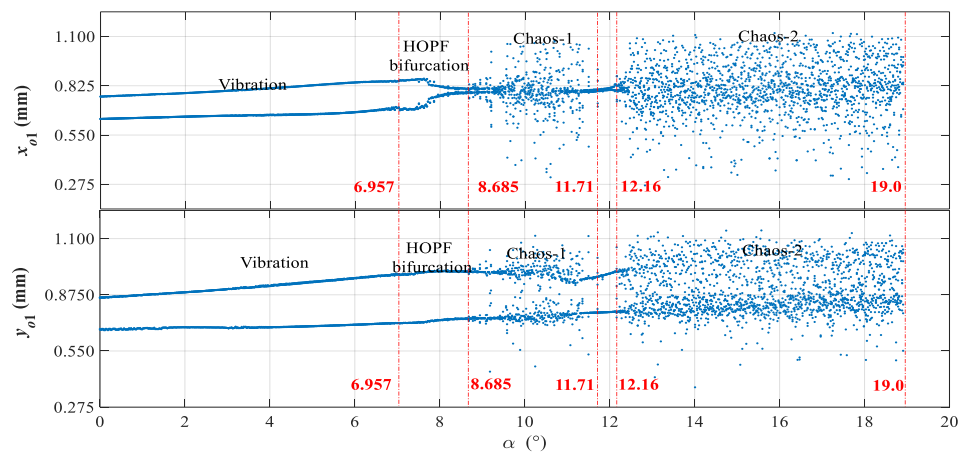 1.100
0.825
0.550
0.275
x_o1 (mm)
Vibration
HOPF
bifurcation
Chaos-1
Chaos-2
6.957
8.685
11.71
12.16
19.0
1.100
0.8750
0.550
0.275
y_o1 (mm)
Vibration
HOPF
bifurcation
Chaos-1
Chaos-2
6.957
8.685
11.71
12.16
19.0
0 2 4 6 8 10 12 14 16 18 20
α (°)